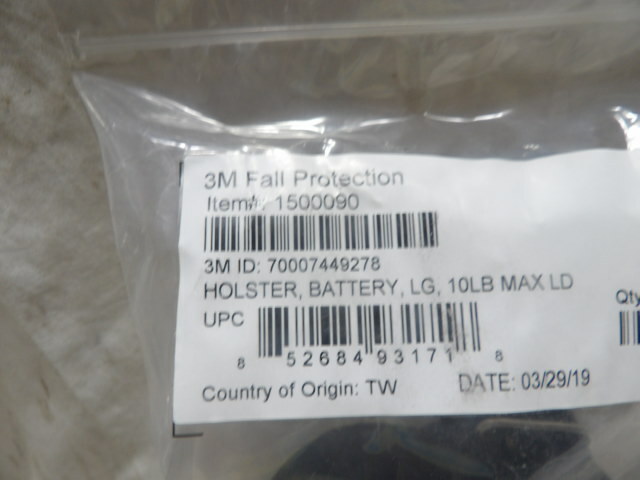 3M Fall Protection
Item#: 1500090
3M ID: 70007449278
HOLSTER, BATTERY, LG, 10LB MAX LD
Qty
UPC
8 52684 93171 8
Country of Origin: TW DATE: 03/29/19